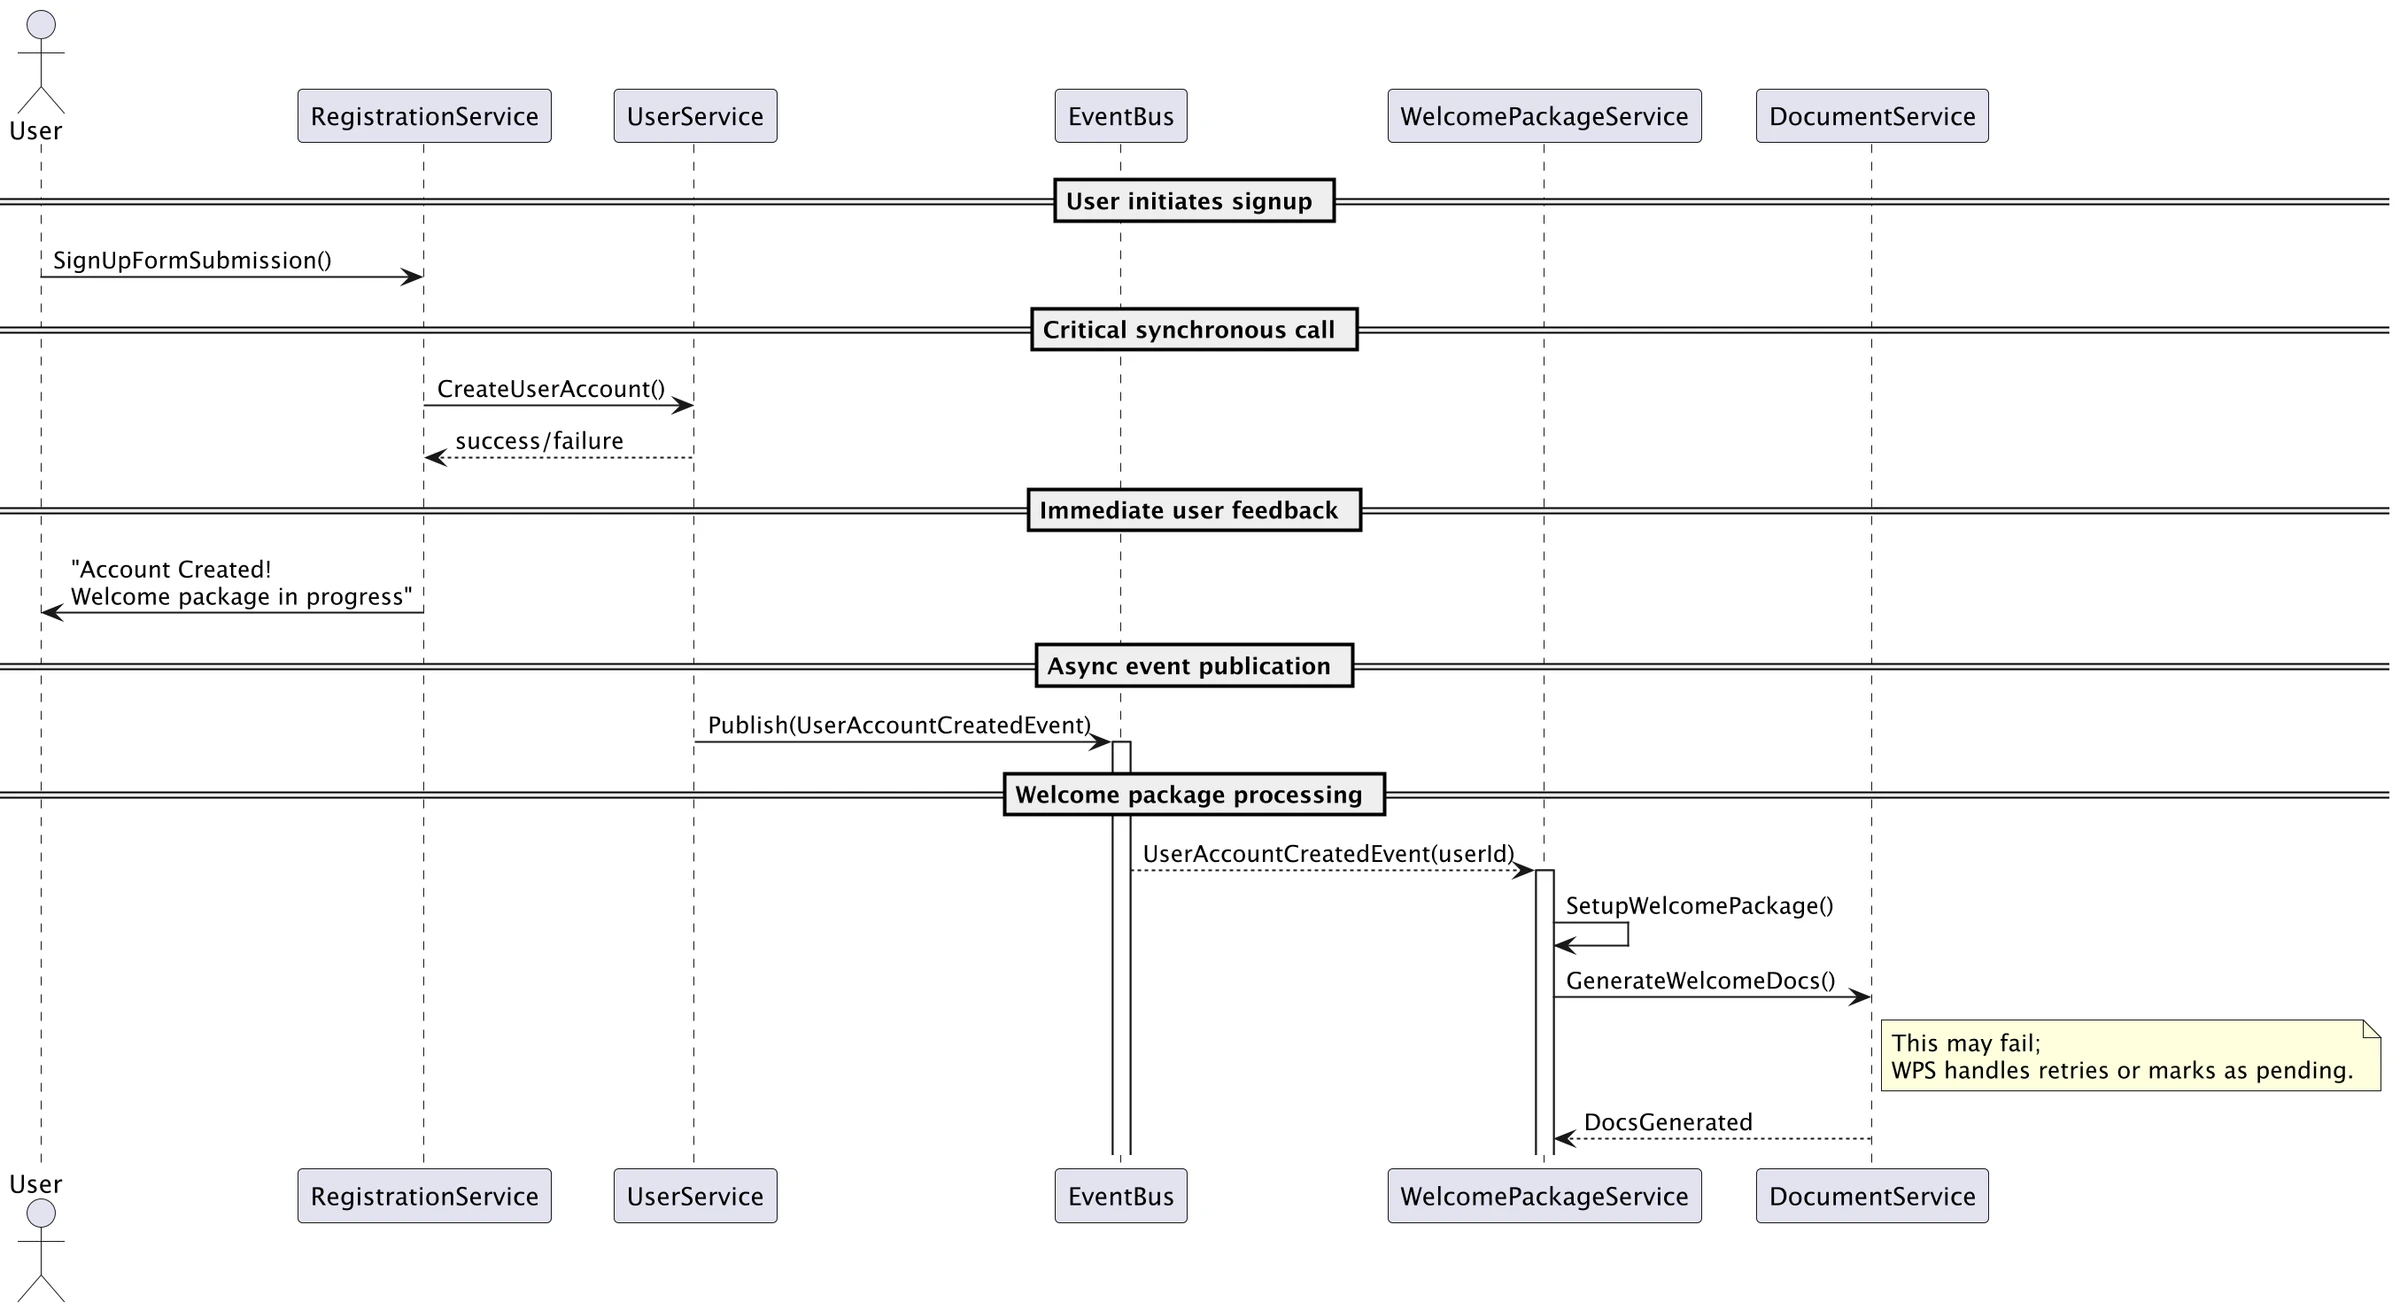 User
RegistrationService
UserService
EventBus
WelcomePackageService
DocumentService
User initiates signup
SignUpFormSubmission()
Critical synchronous call
CreateUserAccount()
success/failure
Immediate user feedback
"Account Created!
Welcome package in progress"
Async event publication
Publish(UserAccountCreatedEvent)
Welcome package processing
UserAccountCreatedEvent(userId)
SetupWelcomePackage()
GenerateWelcomeDocs()
This may fail;
WPS handles retries or marks as pending.
DocsGenerated
User
RegistrationService
UserService
EventBus
WelcomePackageService
DocumentService